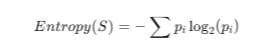 Entropy(S) = − ∑ pᵢ log₂(pᵢ)